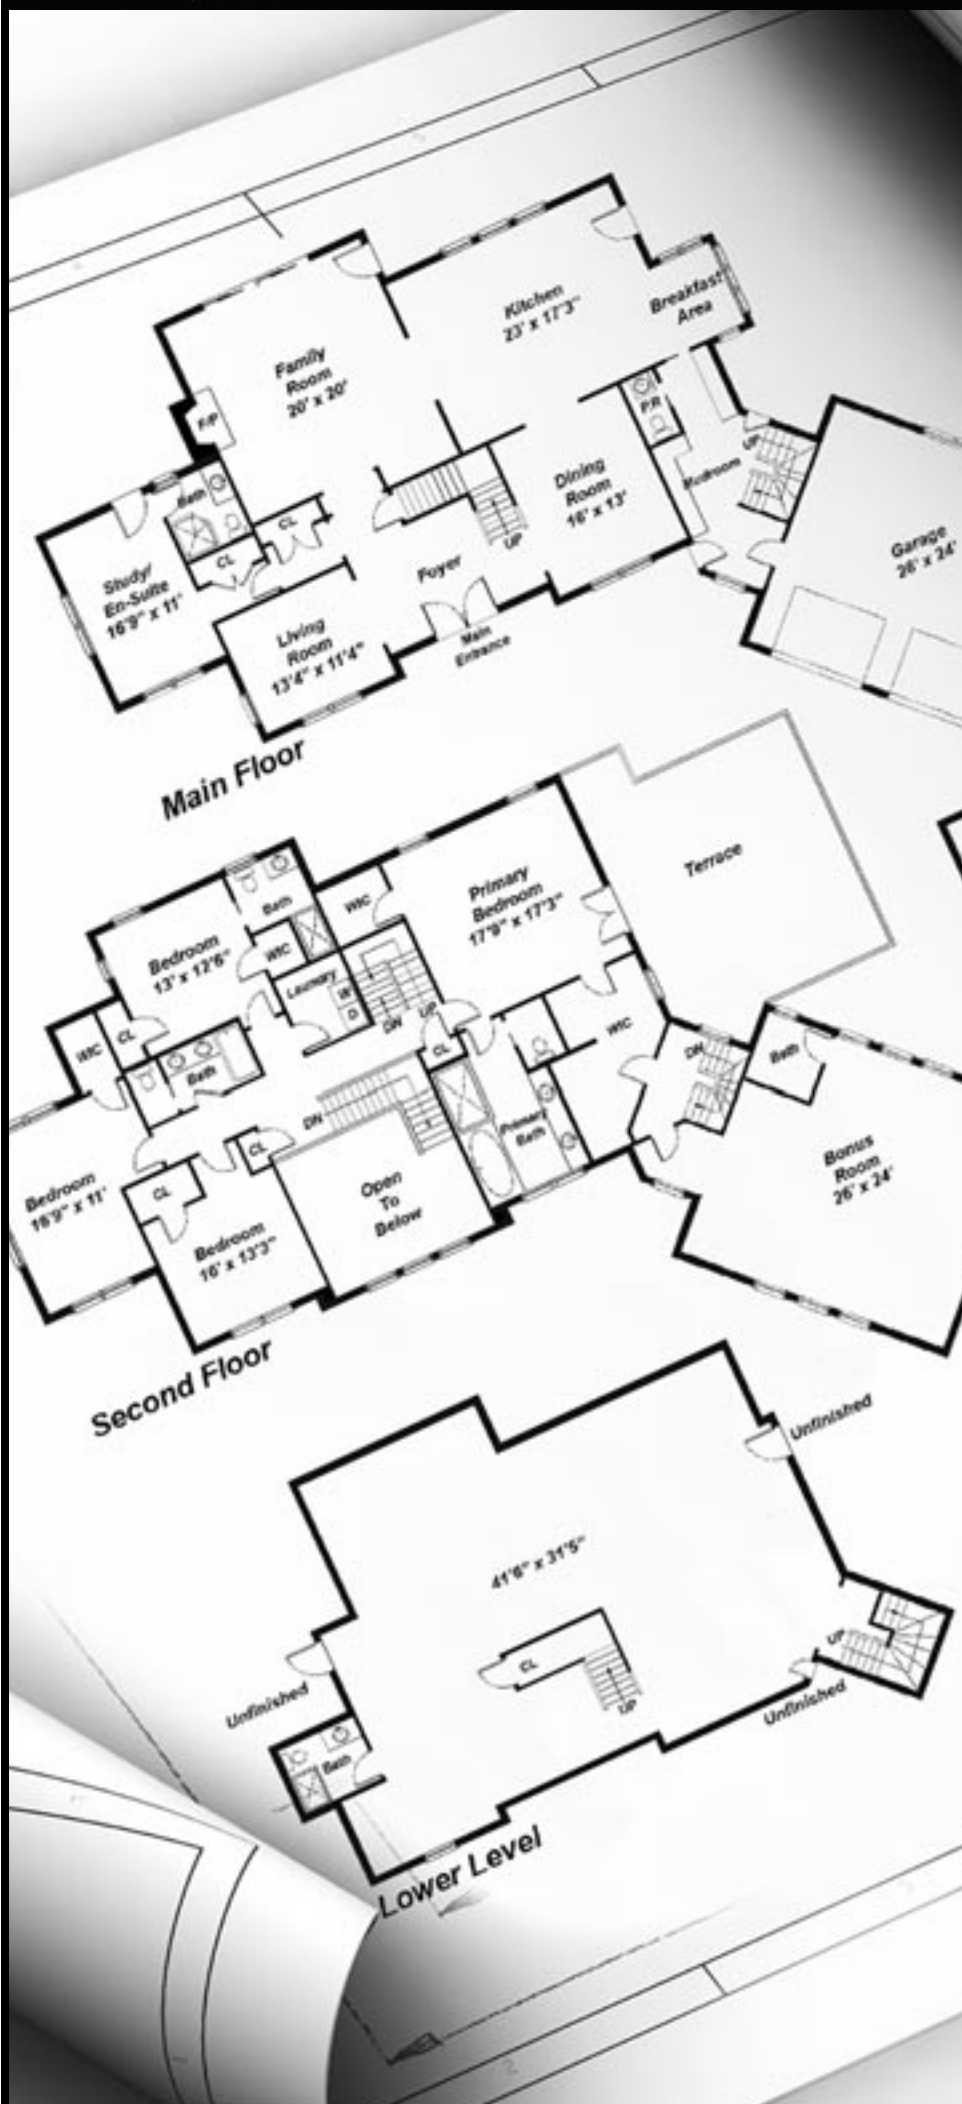 Family
Room
20' x 20'
Kitchen
23' x 17'3"
Breakfast
Area
F/P
P/R
Bath
CL
CL
Study/
En-Suite
16'9" x 11'
Living
Room
13'4" x 11'4"
Foyer
UP
Main
Entrance
Dining
Room
16' x 13'
Mudroom
UP
Garage
26' x 24'
Main Floor
Bedroom
13' x 12'6"
Bath
WIC
WIC
Laundry
W
D
Primary
Bedroom
17'9" x 17'3"
Terrace
DN
UP
CL
WIC
CL
WIC
Bath
DN
CL
CL
Primary
Bath
WIC
DN
Bath
Bonus
Room
26' x 24'
Bedroom
16'9" x 11'
Bedroom
16' x 13'3"
Open
To
Below
Second Floor
41'6" x 31'5"
Unfinished
Unfinished
Unfinished
CL
UP
UP
Bath
Lower Level
2